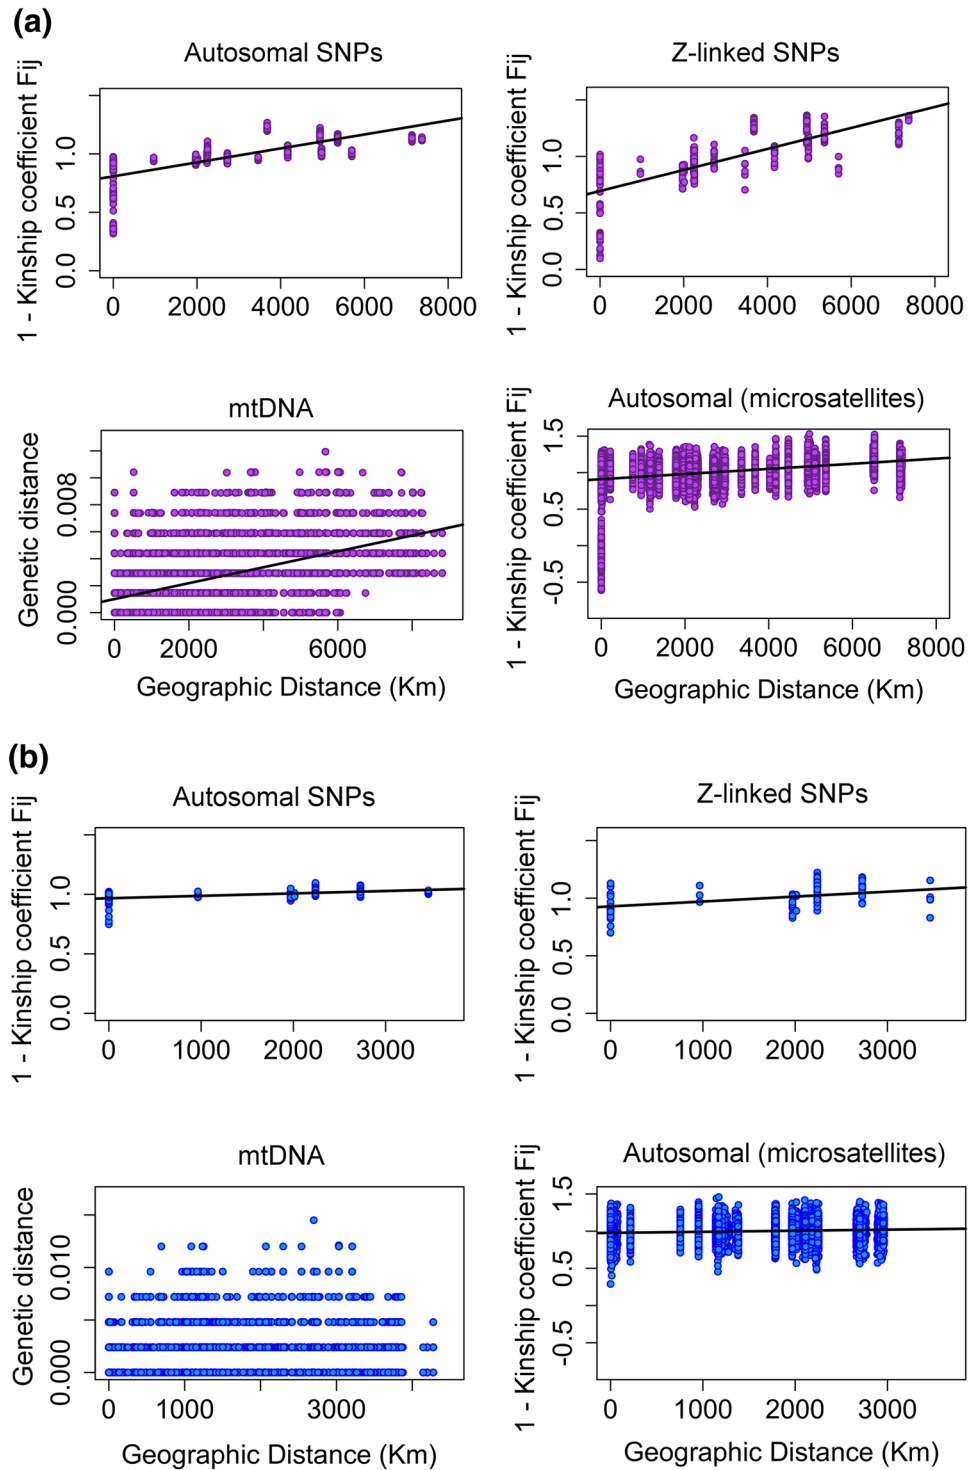 (a)
Autosomal SNPs
1 - Kinship coefficient Fij
0.0 0.5 1.0
0 2000 4000 6000 8000
Z-linked SNPs
1 - Kinship coefficient Fij
0.0 0.5 1.0
0 2000 4000 6000 8000
mtDNA
Genetic distance
0.000 0.008
0 2000 6000
Geographic Distance (Km)
Autosomal (microsatellites)
1 - Kinship coefficient Fij
-0.5 0.5 1.5
0 2000 4000 6000 8000
Geographic Distance (Km)
(b)
Autosomal SNPs
1 - Kinship coefficient Fij
0.0 0.5 1.0
0 1000 2000 3000
Z-linked SNPs
1 - Kinship coefficient Fij
0.0 0.5 1.0
0 1000 2000 3000
mtDNA
Genetic distance
0.000 0.010
0 1000 3000
Geographic Distance (Km)
Autosomal (microsatellites)
1 - Kinship coefficient Fij
-0.5 0.5 1.5
0 1000 2000 3000
Geographic Distance (Km)